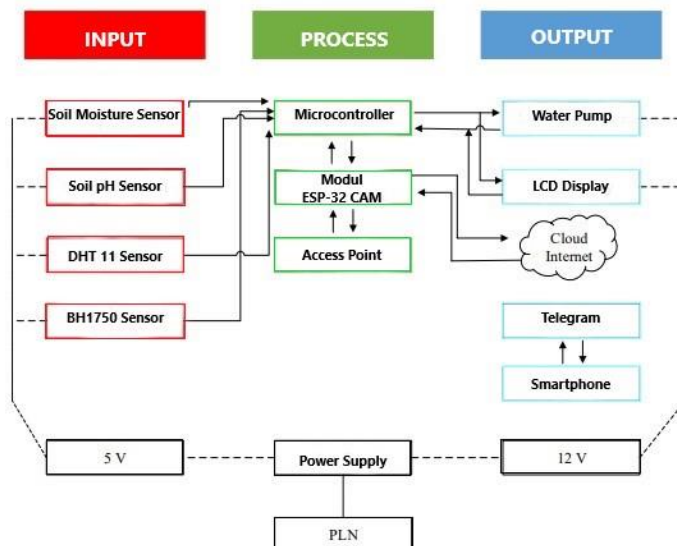 INPUT
PROCESS
OUTPUT
Soil Moisture Sensor
Microcontroller
Water Pump
Soil pH Sensor
Modul
ESP-32 CAM
LCD Display
DHT 11 Sensor
Access Point
Cloud
Internet
BH1750 Sensor
Telegram
Smartphone
5 V
Power Supply
12 V
PLN